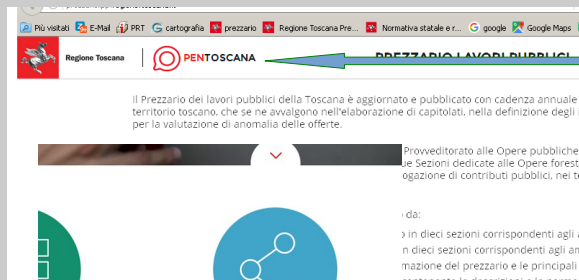 Più visitati E-Mail PRT cartografia prezzario Regione Toscana Pre... Normativa statale e r... google Google Maps
Regione Toscana
OPENTOSCANA
PREZZARIO LAVORI PUBBLICI
Il Prezzario dei lavori pubblici della Toscana è aggiornato e pubblicato con cadenza annuale
territorio toscano, che se ne avvalgono nell'elaborazione di capitolati, nella definizione degli
per la valutazione di anomalia delle offerte.
Provveditorato alle Opere pubbliche
ue Sezioni dedicate alle Opere forest
ogazione di contributi pubblici, nei te
da:
in dieci sezioni corrispondenti agli a
n dieci sezioni corrispondenti agli an
mazione del prezzario e le principali